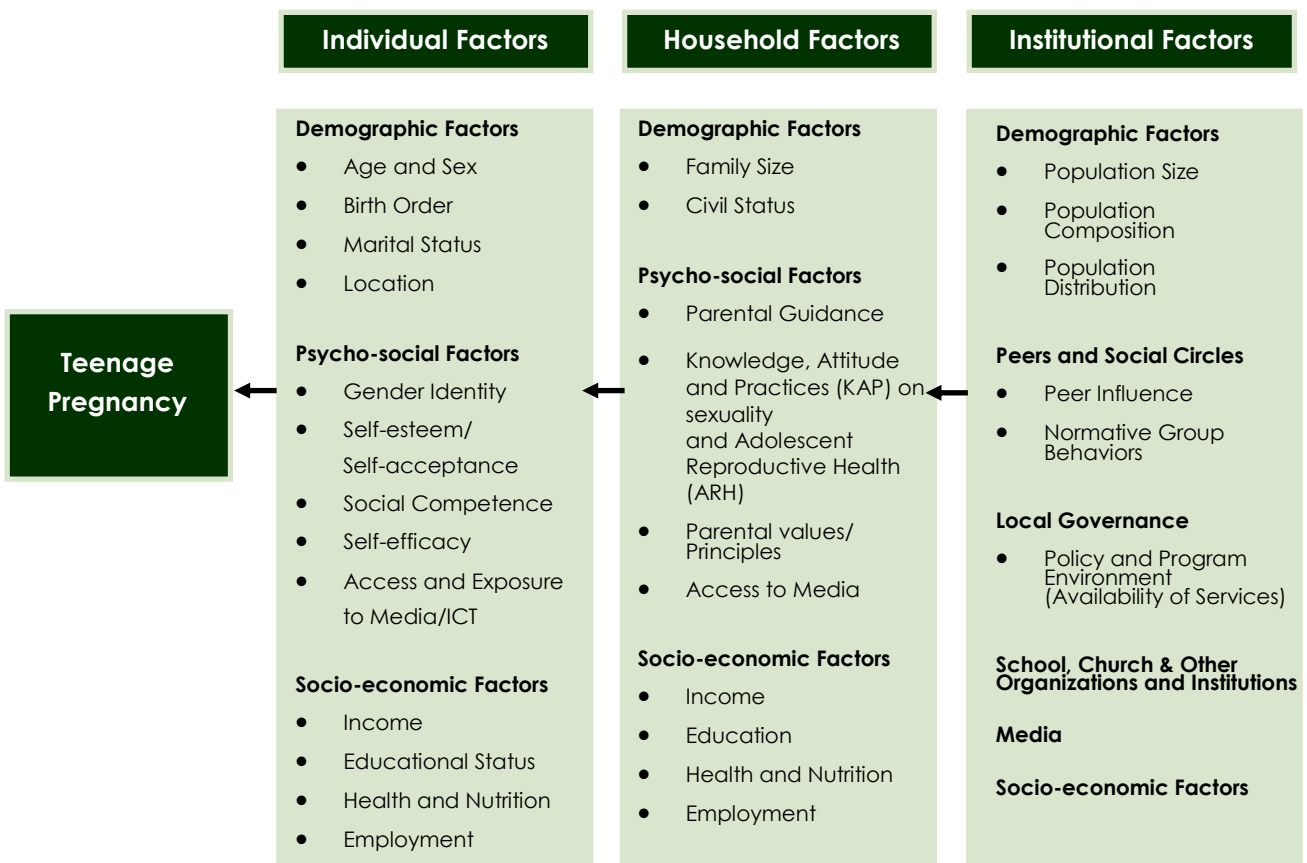 Individual Factors
Household Factors
Institutional Factors
Teenage
Pregnancy
Demographic Factors
• Age and Sex
• Birth Order
• Marital Status
• Location
Psycho-social Factors
• Gender Identity
• Self-esteem/
Self-acceptance
• Social Competence
• Self-efficacy
• Access and Exposure
to Media/ICT
Socio-economic Factors
• Income
• Educational Status
• Health and Nutrition
• Employment
Demographic Factors
• Family Size
• Civil Status
Psycho-social Factors
• Parental Guidance
• Knowledge, Attitude
and Practices (KAP) on
sexuality
and Adolescent
Reproductive Health
(ARH)
• Parental values/
Principles
• Access to Media
Socio-economic Factors
• Income
• Education
• Health and Nutrition
• Employment
Demographic Factors
• Population Size
• Population
Composition
• Population
Distribution
Peers and Social Circles
• Peer Influence
• Normative Group
Behaviors
Local Governance
• Policy and Program
Environment
(Availability of Services)
School, Church & Other
Organizations and Institutions
Media
Socio-economic Factors